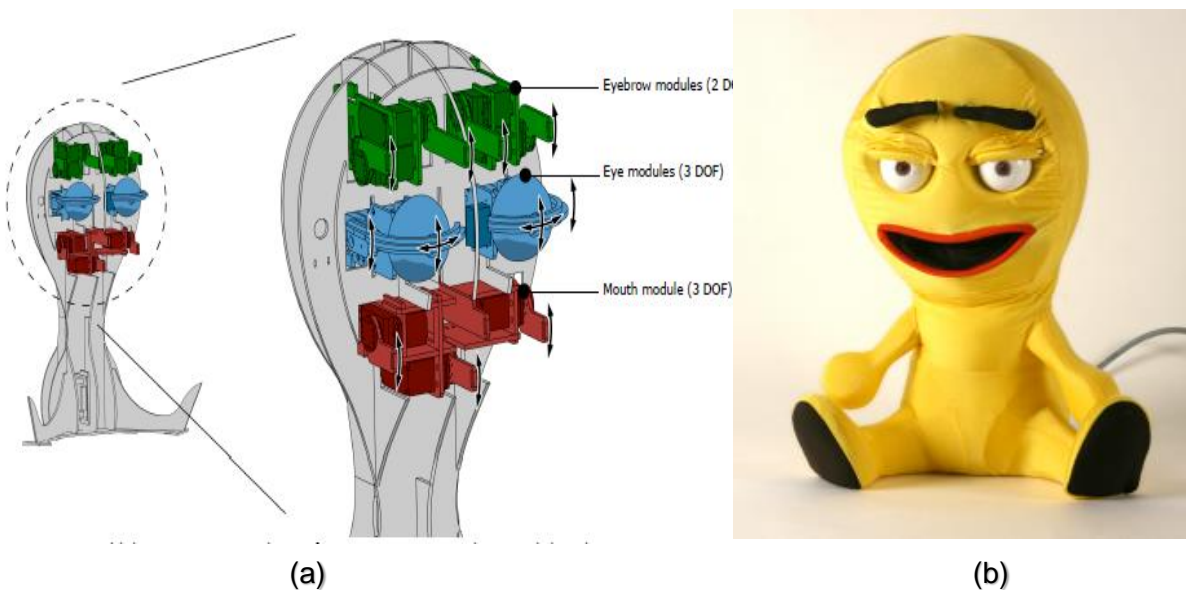 Eyebrow modules (2 D
Eye modules (3 DOF)
Mouth module (3 DOF)
(a)
(b)